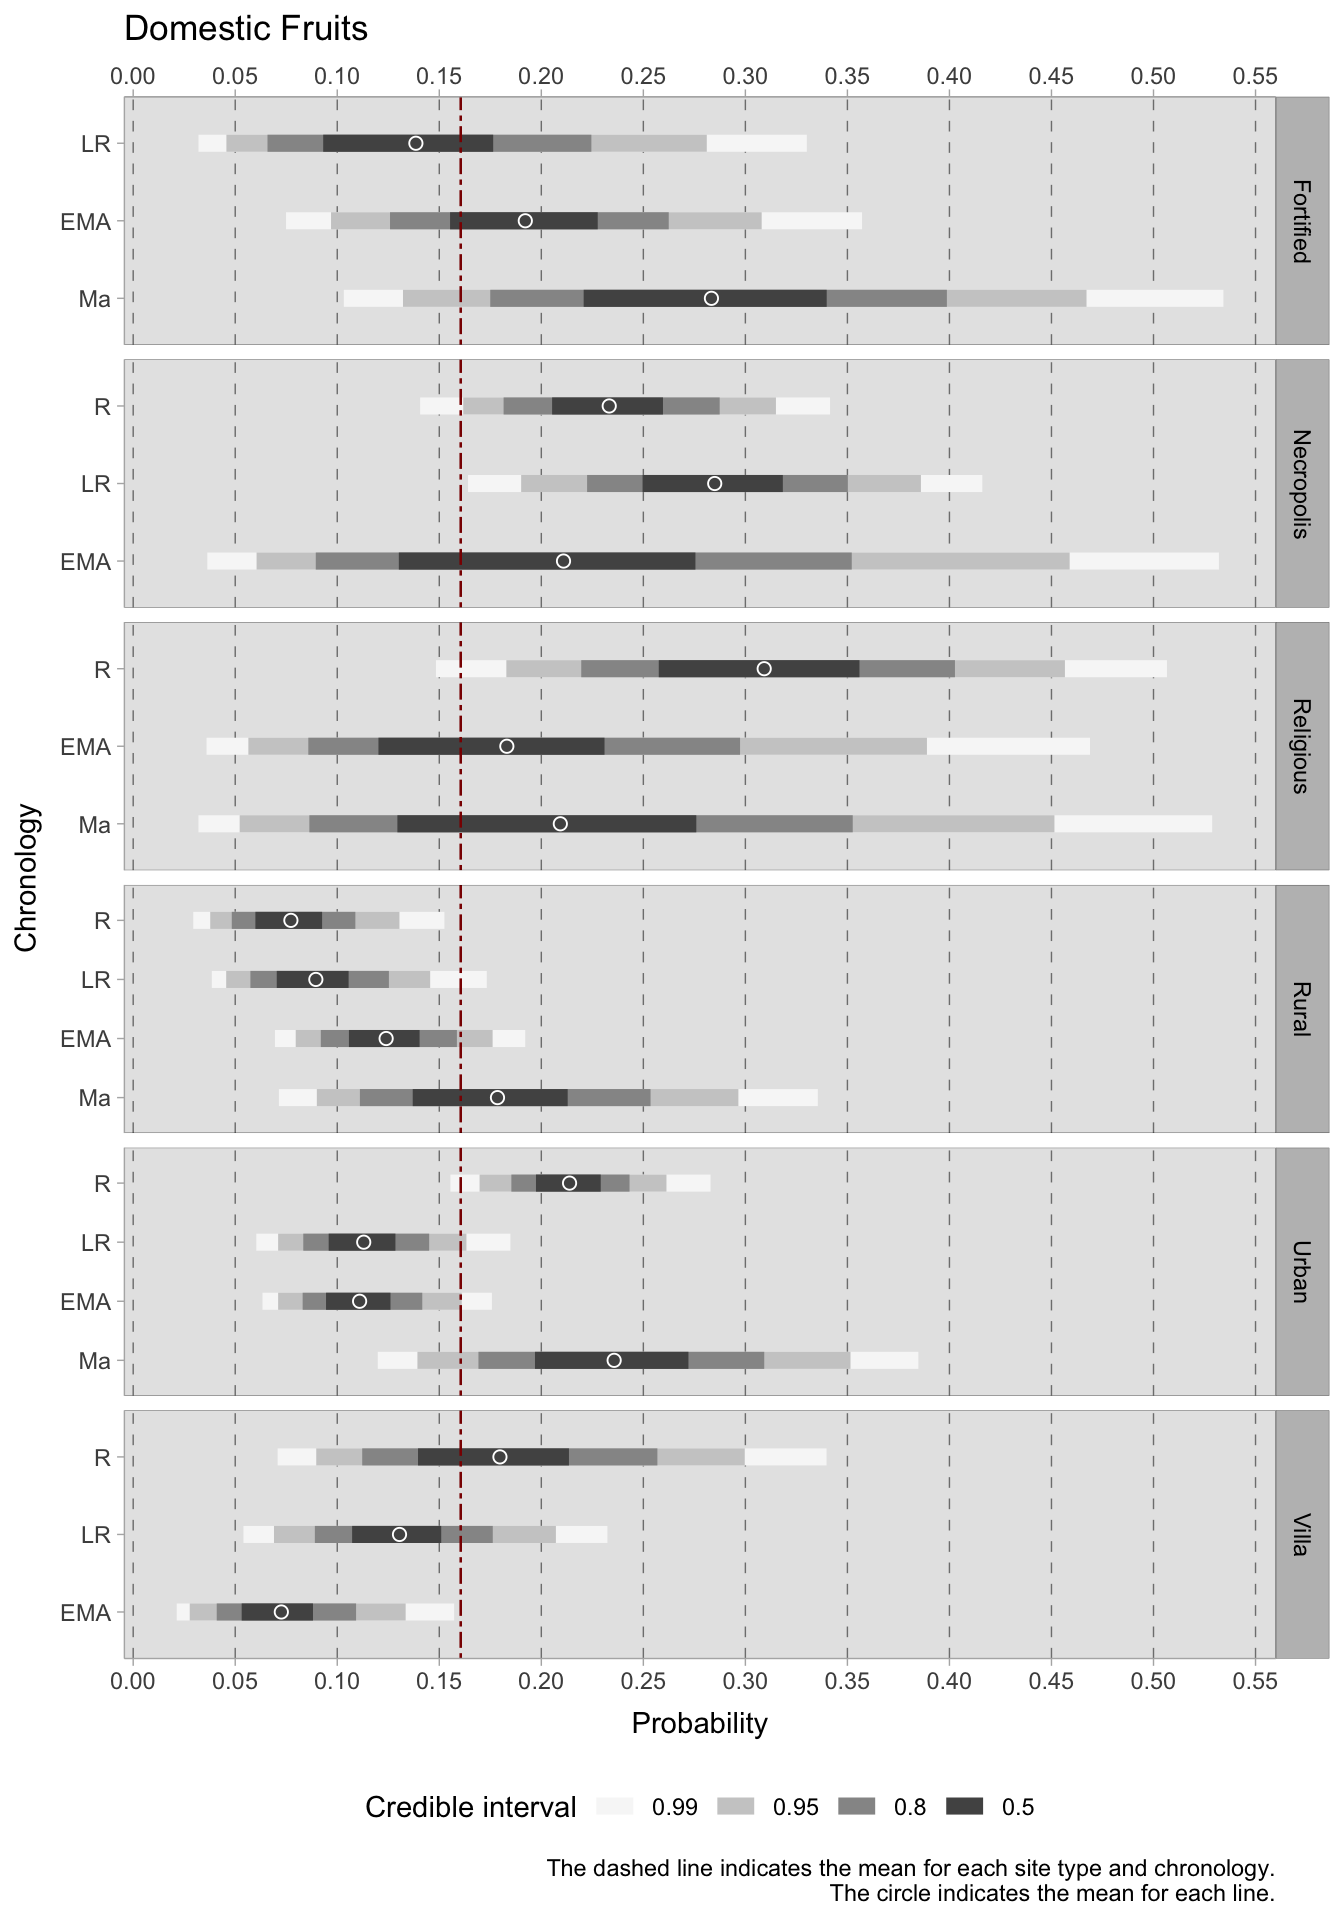 Domestic Fruits
0.00 0.05 0.10 0.15 0.20 0.25 0.30 0.35 0.40 0.45 0.50 0.55
LR
EMA
Ma
Fortified
R
LR
EMA
Necropolis
R
EMA
Ma
Religious
R
LR
EMA
Ma
Rural
R
LR
EMA
Ma
Urban
R
LR
EMA
Villa
Chronology
0.00 0.05 0.10 0.15 0.20 0.25 0.30 0.35 0.40 0.45 0.50 0.55
Probability
Credible interval 0.99 0.95 0.8 0.5
The dashed line indicates the mean for each site type and chronology.
The circle indicates the mean for each line.